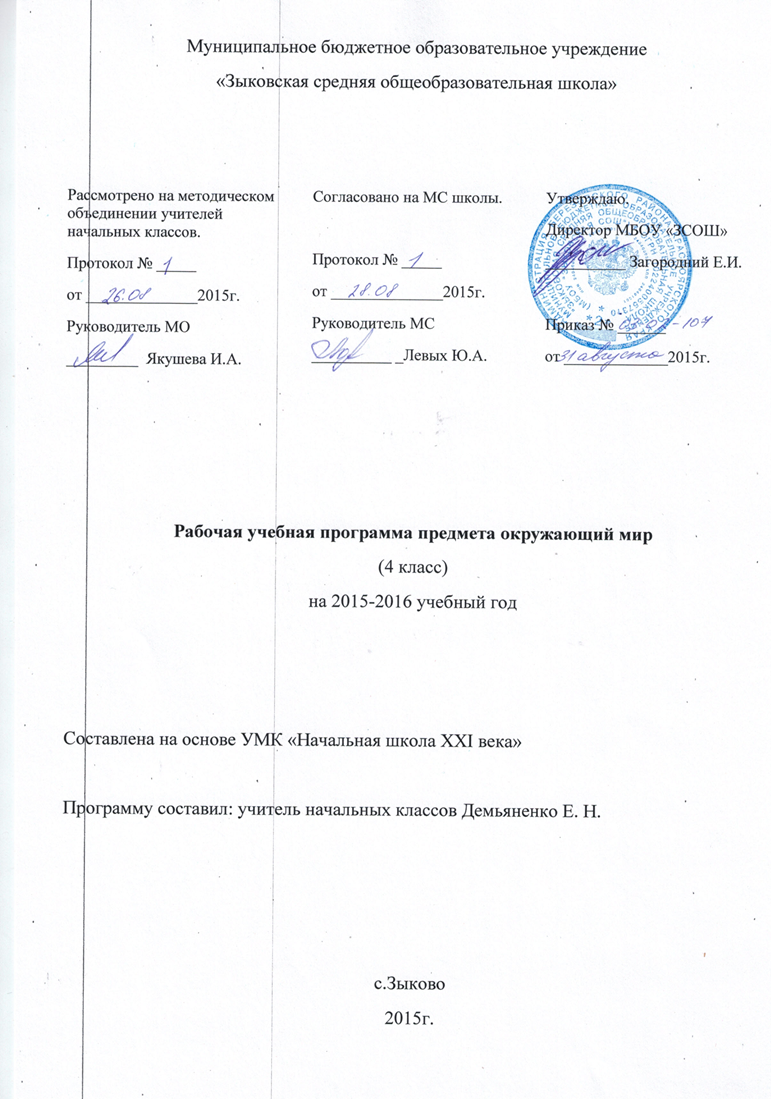 Муниципальное бюджетное образовательное учреждение
«Зыковская средняя общеобразовательная школа»
Рассмотрено на методическом
объединении учителей
начальных классов.
Протокол № 1
от 26.08 2015г.
Руководитель МО
Якушева И.А.
Согласовано на МС школы.
Протокол № 1
от 28.08 2015г.
Руководитель МС
Левых Ю.А.
Утверждаю.
Директор МБОУ «ЗСОШ»
Загородний Е.И.
Приказ №
от 31 августа 2015г.
Рабочая учебная программа предмета окружающий мир
(4 класс)
на 2015-2016 учебный год
Составлена на основе УМК «Начальная школа XXI века»
Программу составил: учитель начальных классов Демьяненко Е. Н.
с.Зыково
2015г.